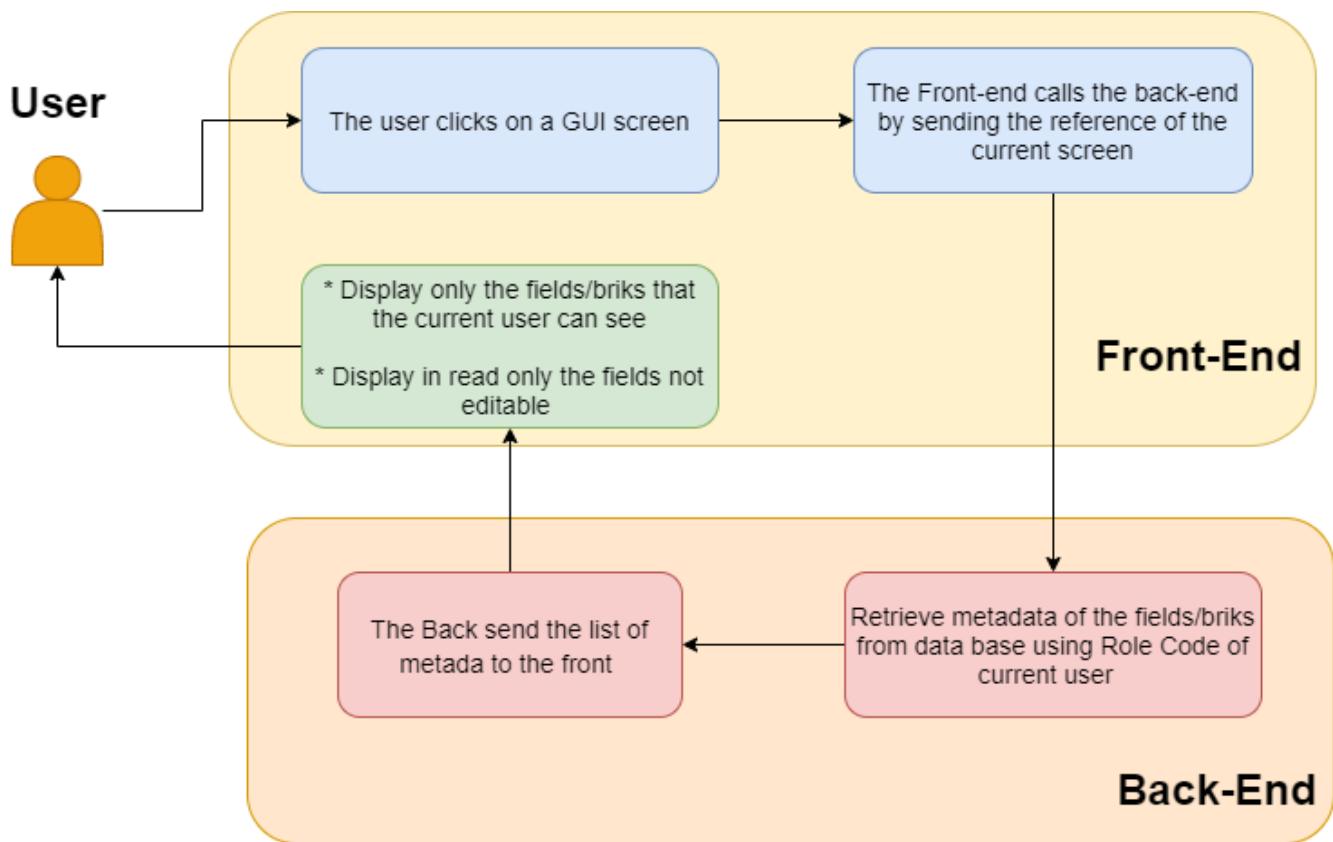 User
The user clicks on a GUI screen
The Front-end calls the back-end
by sending the reference of the
current screen
* Display only the fields/briks that
the current user can see
* Display in read only the fields not
editable
Front-End
The Back send the list of
metada to the front
Retrieve metadata of the fields/briks
from data base using Role Code of
current user
Back-End